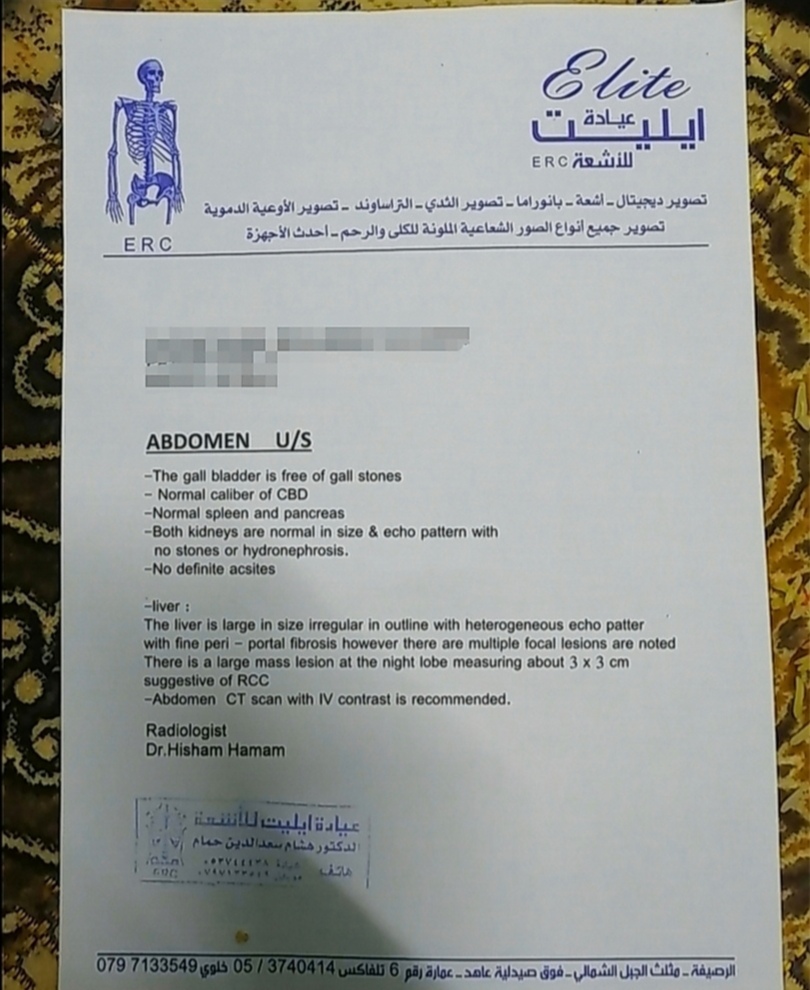 Elite
عيادة
ايليت
للأشعة ERC
ERC
تصوير ديجيتال - أشعة - بانوراما - تصوير الثدي - التراساوند - تصوير الأوعية الدموية
تصوير جميع أنواع الصور الشعاعية الملونة للكلى والرحم - أحدث الأجهزة
ABDOMEN U/S
-The gall bladder is free of gall stones
- Normal caliber of CBD
-Normal spleen and pancreas
-Both kidneys are normal in size & echo pattern with
no stones or hydronephrosis.
-No definite acsites
-liver :
The liver is large in size irregular in outline with heterogeneous echo patter
with fine peri - portal fibrosis however there are multiple focal lesions are noted
There is a large mass lesion at the night lobe measuring about 3 x 3 cm
suggestive of RCC
-Abdomen CT scan with IV contrast is recommended.
Radiologist
Dr.Hisham Hamam
عيادة ايليت للأشعة
الدكتور هشام سعد الدين حمام
هاتف
الرصيفة - مثلث الجبل الشمالي - فوق صيدلية عاهد - عمارة رقم 6 تلفاكس 3740414 / 05 خلوي 7133549 079